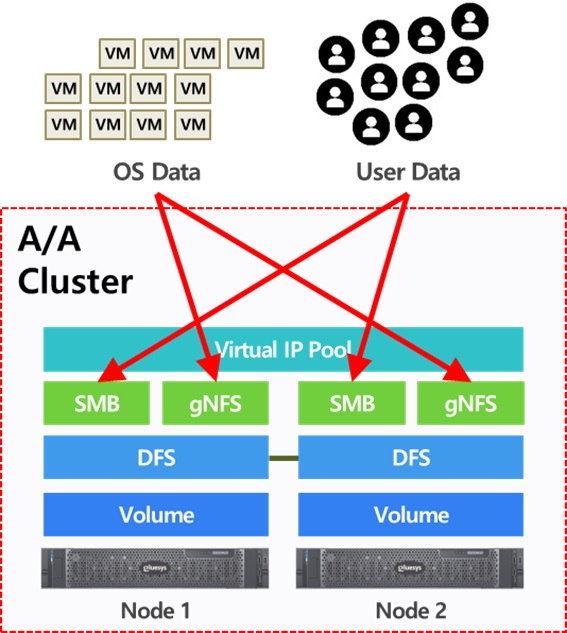 VM VM VM VM
VM VM VM VM
VM VM VM VM
OS Data
User Data
A/A
Cluster
Virtual IP Pool
SMB
gNFS
SMB
gNFS
DFS
DFS
Volume
Volume
gluesys
gluesys
Node 1
Node 2